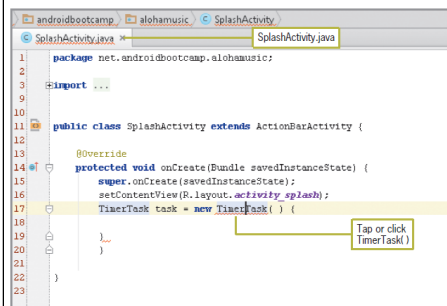 androidbootcamp alohamusic SplashActivity
SplashActivity.java
SplashActivity.java
1 package net.androidbootcamp.alohamusic;
2
3 import ...
9
10
11 public class SplashActivity extends ActionBarActivity {
12
13 @Override
14 protected void onCreate(Bundle savedInstanceState) {
15 super.onCreate(savedInstanceState);
16 setContentView(R.layout.activity_splash);
17 TimerTask task = new TimerTask( ) {
18
19 }
20 }
21
22 }
23
Tap or click
TimerTask( )